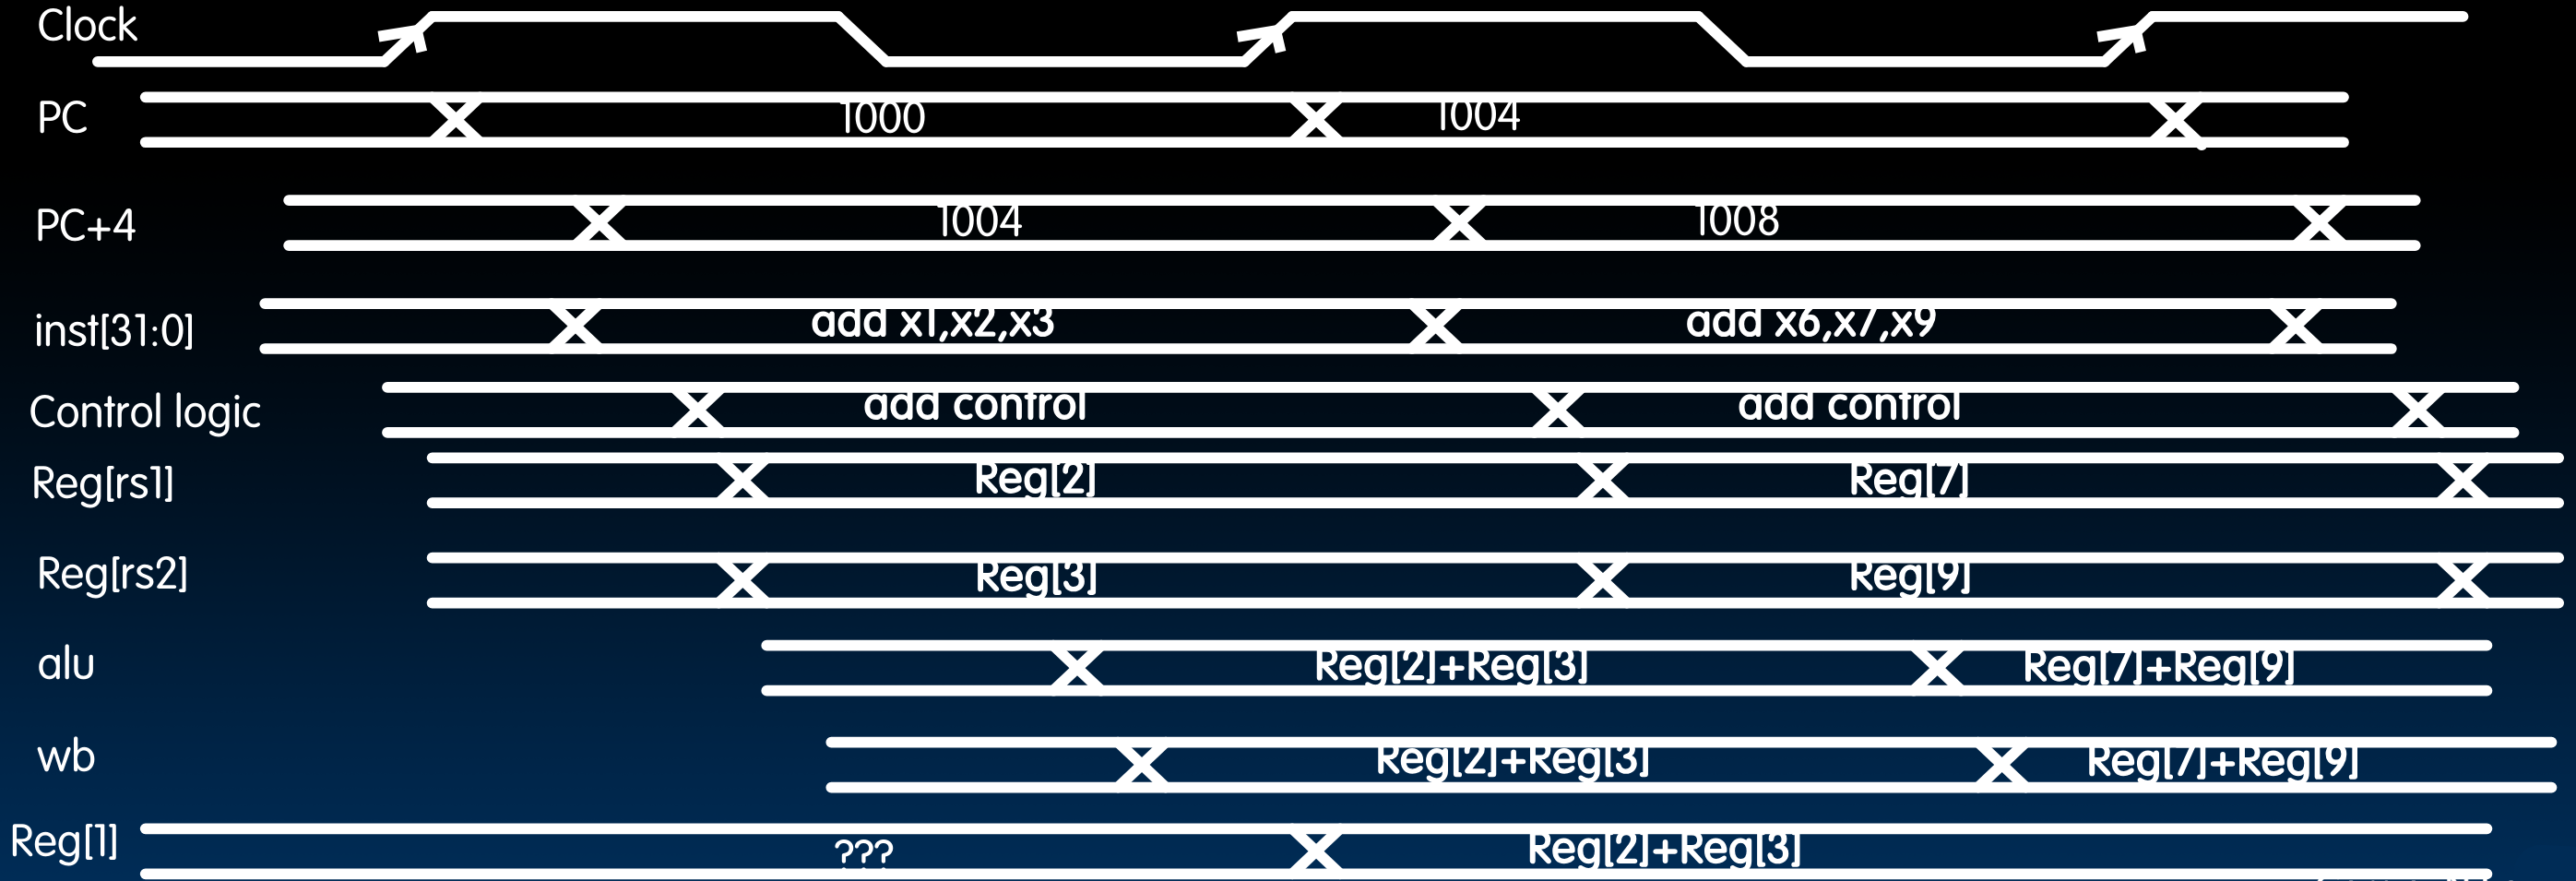 Clock
PC 1000 1004
PC+4 1004 1008
inst[31:0] add x1,x2,x3 add x6,x7,x9
Control logic add control add control
Reg[rs1] Reg[2] Reg[7]
Reg[rs2] Reg[3] Reg[9]
alu Reg[2]+Reg[3] Reg[7]+Reg[9]
wb Reg[2]+Reg[3] Reg[7]+Reg[9]
Reg[1] ??? Reg[2]+Reg[3]